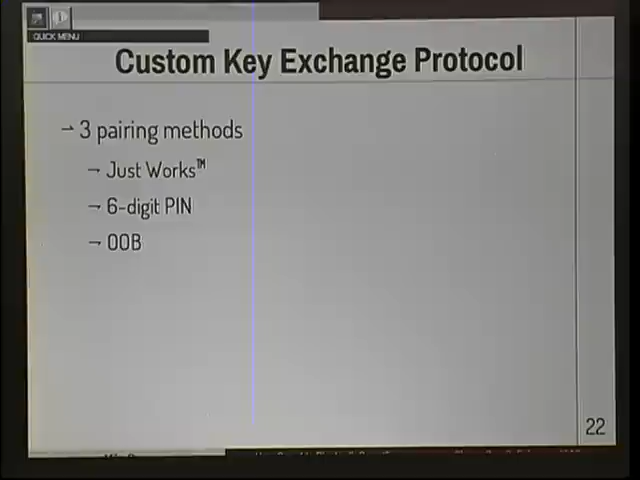 QUICK MENU
Custom Key Exchange Protocol
→ 3 pairing methods
→ Just Works™
→ 6-digit PIN
→ OOB
22